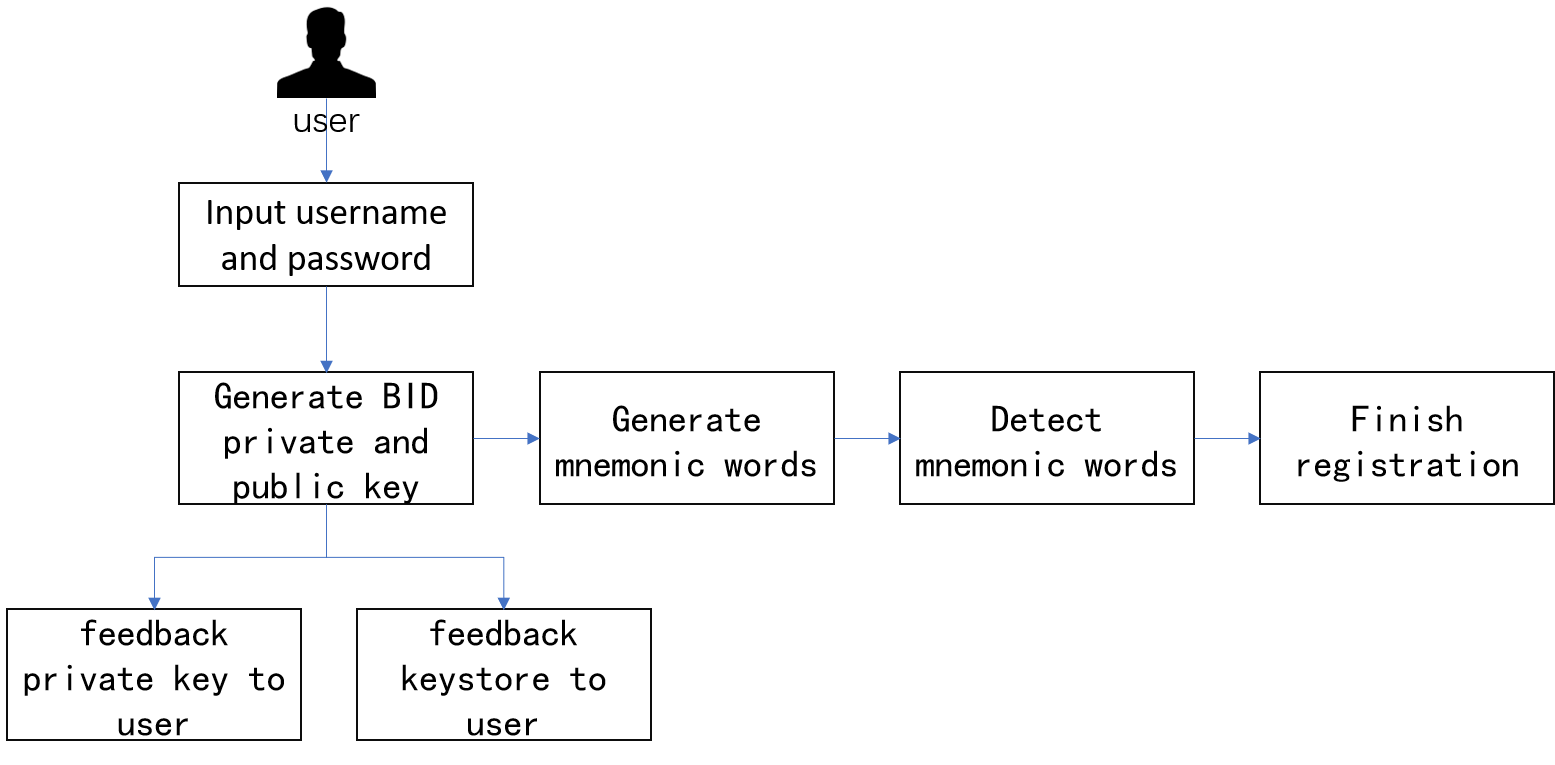 user
Input username
and password
Generate BID
private and
public key
Generate
mnemonic words
Detect
mnemonic words
Finish
registration
feedback
private key to
user
feedback
keystore to
user